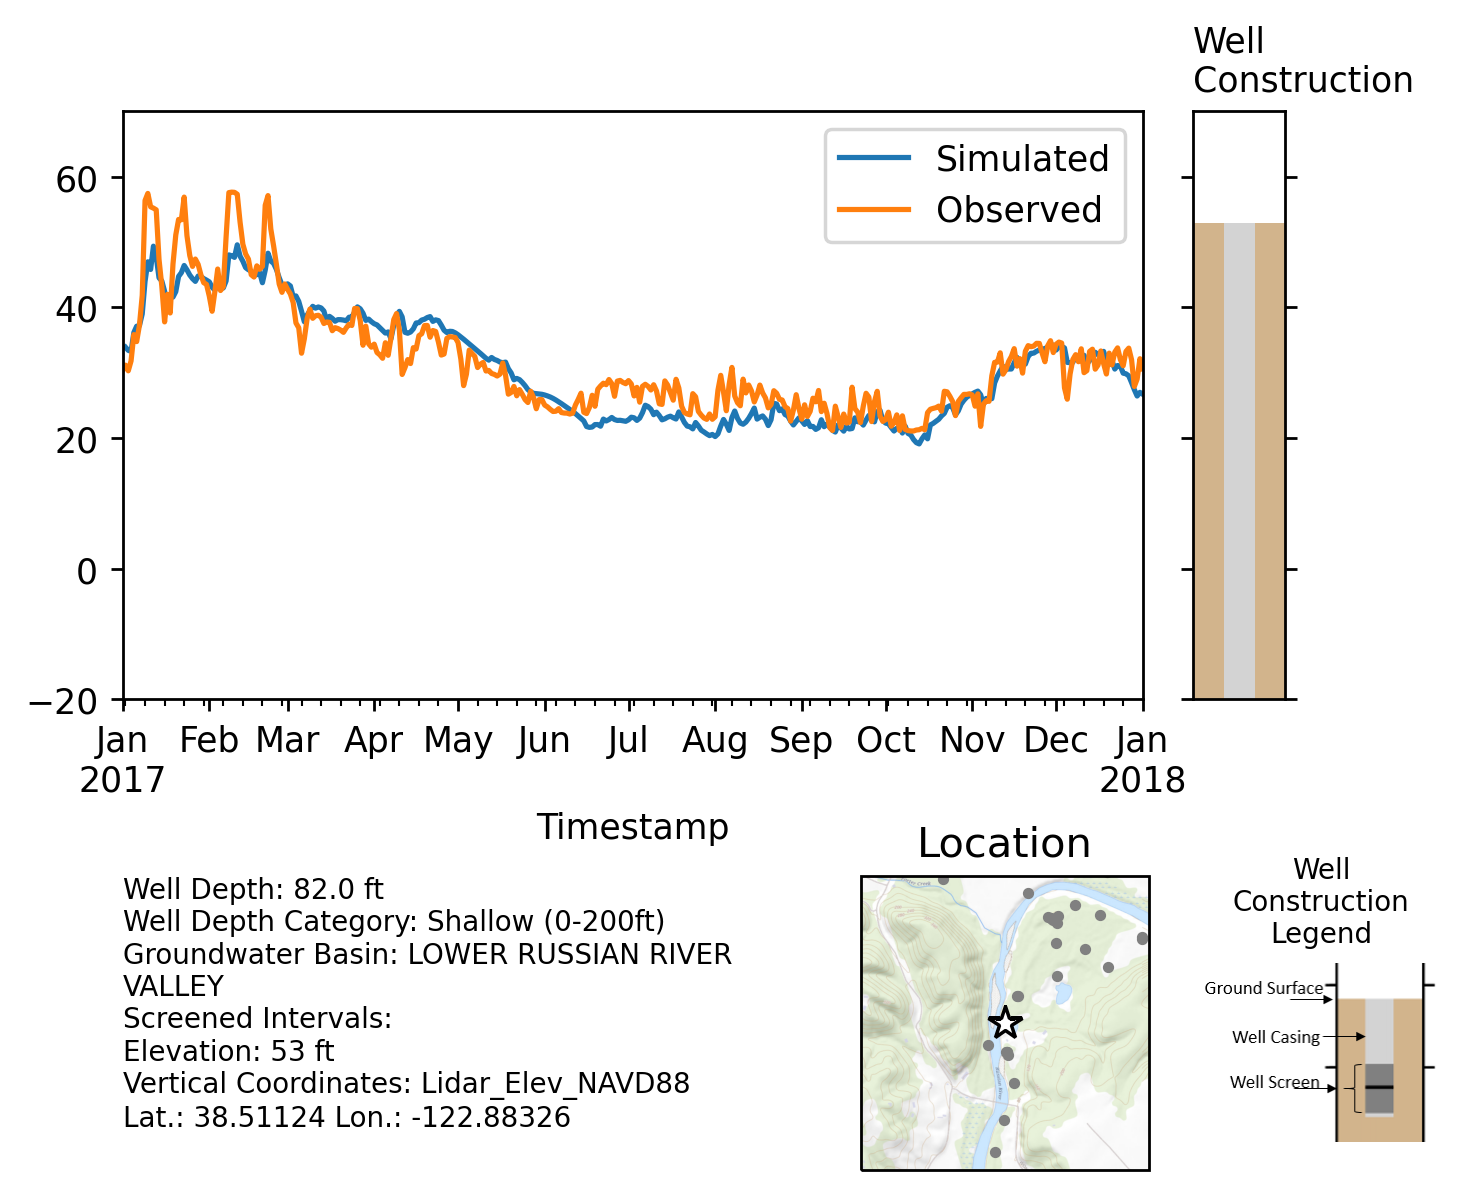 Well
Construction
Simulated
Observed
60
40
20
0
−20
Jan
2017
Feb
Mar
Apr
May
Jun
Jul
Aug
Sep
Oct
Nov
Dec
Jan
2018
Timestamp
Well Depth: 82.0 ft
Well Depth Category: Shallow (0-200ft)
Groundwater Basin: LOWER RUSSIAN RIVER
VALLEY
Screened Intervals:
Elevation: 53 ft
Vertical Coordinates: Lidar_Elev_NAVD88
Lat.: 38.51124 Lon.: -122.88326
Location
Well
Construction
Legend
Ground Surface
Well Casing
Well Screen